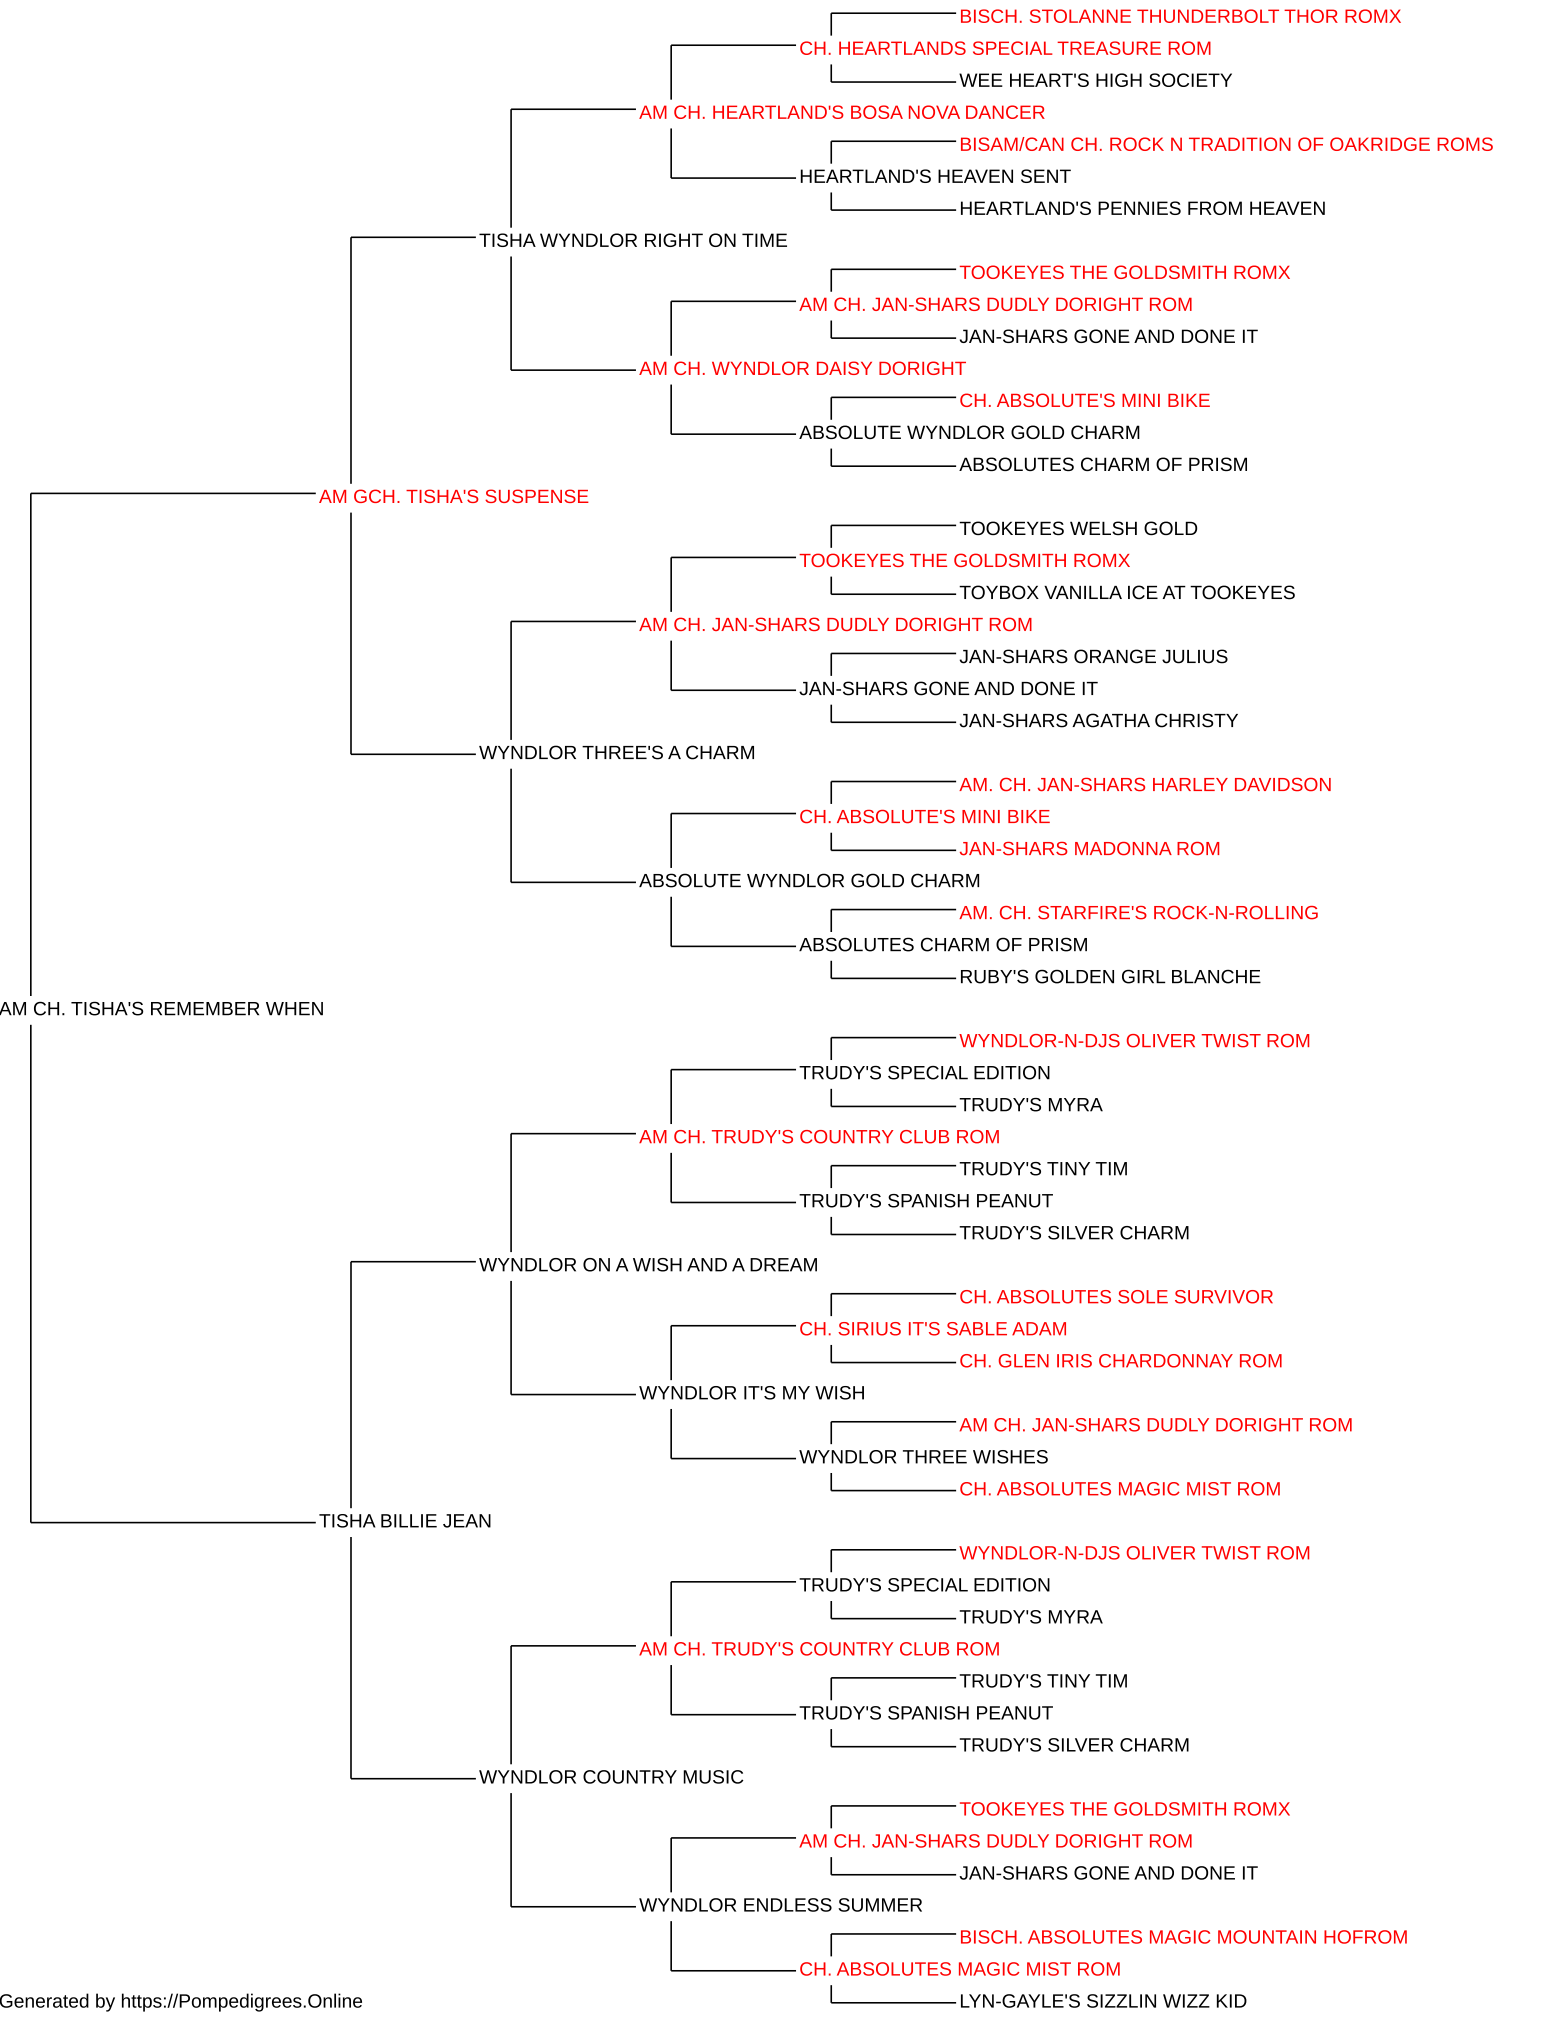 BISCH. STOLANNE THUNDERBOLT THOR ROMX
CH. HEARTLANDS SPECIAL TREASURE ROM
WEE HEART'S HIGH SOCIETY
AM CH. HEARTLAND'S BOSA NOVA DANCER
BISAM/CAN CH. ROCK N TRADITION OF OAKRIDGE ROMS
HEARTLAND'S HEAVEN SENT
HEARTLAND'S PENNIES FROM HEAVEN
TISHA WYNDLOR RIGHT ON TIME
TOOKEYES THE GOLDSMITH ROMX
AM CH. JAN-SHARS DUDLY DORIGHT ROM
JAN-SHARS GONE AND DONE IT
AM CH. WYNDLOR DAISY DORIGHT
CH. ABSOLUTE'S MINI BIKE
ABSOLUTE WYNDLOR GOLD CHARM
ABSOLUTES CHARM OF PRISM
AM GCH. TISHA'S SUSPENSE
TOOKEYES WELSH GOLD
TOOKEYES THE GOLDSMITH ROMX
TOYBOX VANILLA ICE AT TOOKEYES
AM CH. JAN-SHARS DUDLY DORIGHT ROM
JAN-SHARS ORANGE JULIUS
JAN-SHARS GONE AND DONE IT
JAN-SHARS AGATHA CHRISTY
WYNDLOR THREE'S A CHARM
AM. CH. JAN-SHARS HARLEY DAVIDSON
CH. ABSOLUTE'S MINI BIKE
JAN-SHARS MADONNA ROM
ABSOLUTE WYNDLOR GOLD CHARM
AM. CH. STARFIRE'S ROCK-N-ROLLING
ABSOLUTES CHARM OF PRISM
RUBY'S GOLDEN GIRL BLANCHE
AM CH. TISHA'S REMEMBER WHEN
WYNDLOR-N-DJS OLIVER TWIST ROM
TRUDY'S SPECIAL EDITION
TRUDY'S MYRA
AM CH. TRUDY'S COUNTRY CLUB ROM
TRUDY'S TINY TIM
TRUDY'S SPANISH PEANUT
TRUDY'S SILVER CHARM
WYNDLOR ON A WISH AND A DREAM
CH. ABSOLUTES SOLE SURVIVOR
CH. SIRIUS IT'S SABLE ADAM
CH. GLEN IRIS CHARDONNAY ROM
WYNDLOR IT'S MY WISH
AM CH. JAN-SHARS DUDLY DORIGHT ROM
WYNDLOR THREE WISHES
CH. ABSOLUTES MAGIC MIST ROM
TISHA BILLIE JEAN
WYNDLOR-N-DJS OLIVER TWIST ROM
TRUDY'S SPECIAL EDITION
TRUDY'S MYRA
AM CH. TRUDY'S COUNTRY CLUB ROM
TRUDY'S TINY TIM
TRUDY'S SPANISH PEANUT
TRUDY'S SILVER CHARM
WYNDLOR COUNTRY MUSIC
TOOKEYES THE GOLDSMITH ROMX
AM CH. JAN-SHARS DUDLY DORIGHT ROM
JAN-SHARS GONE AND DONE IT
WYNDLOR ENDLESS SUMMER
BISCH. ABSOLUTES MAGIC MOUNTAIN HOFROM
CH. ABSOLUTES MAGIC MIST ROM
LYN-GAYLE'S SIZZLIN WIZZ KID
Generated by https://Pompedigrees.Online